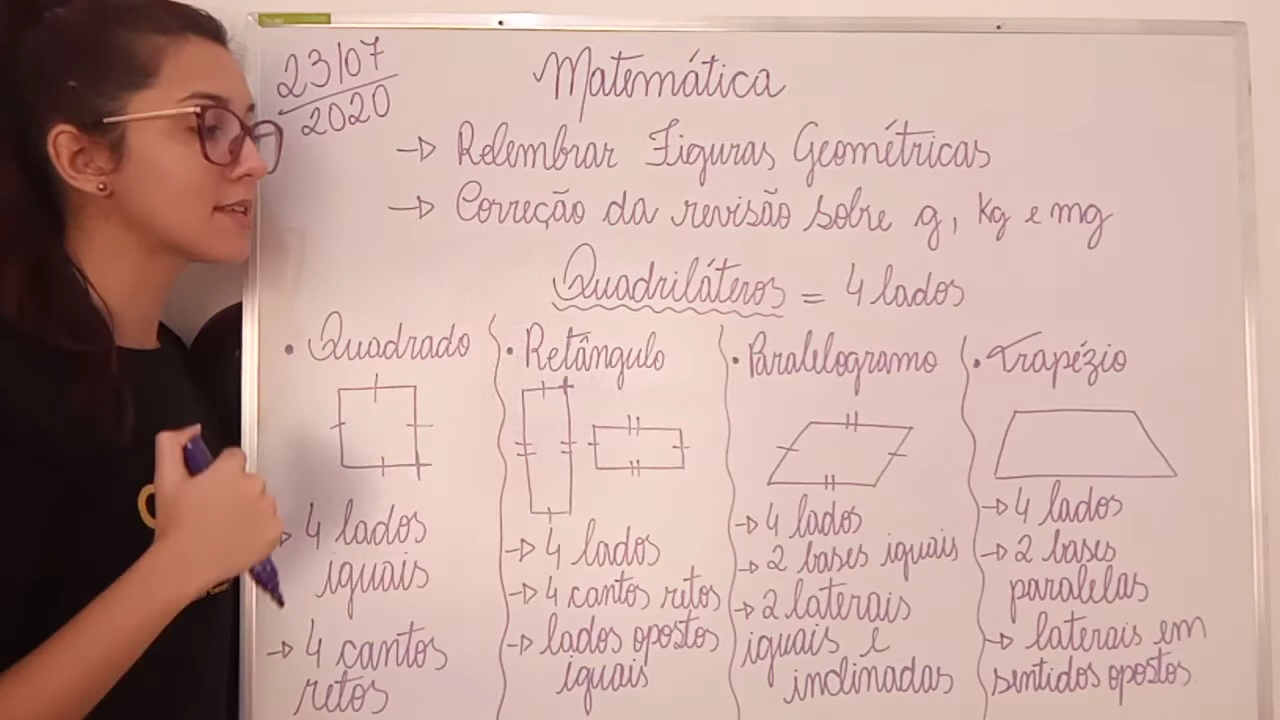 23/07
2020
Matemática
→ Relembrar Figuras Geométricas
→ Correção da revisão sobre g, kg e mg
Quadriláteros = 4 lados
• Quadrado
4 lados
iguais
→ 4 cantos
retos
• Retângulo
→ 4 lados
→ 4 cantos retos
→ lados opostos
iguais
• Paralelogramo
→ 4 lados
→ 2 bases iguais
→ 2 laterais
iguais e
inclinadas
• Trapézio
→ 4 lados
→ 2 bases
paralelas
→ laterais em
sentidos opostos